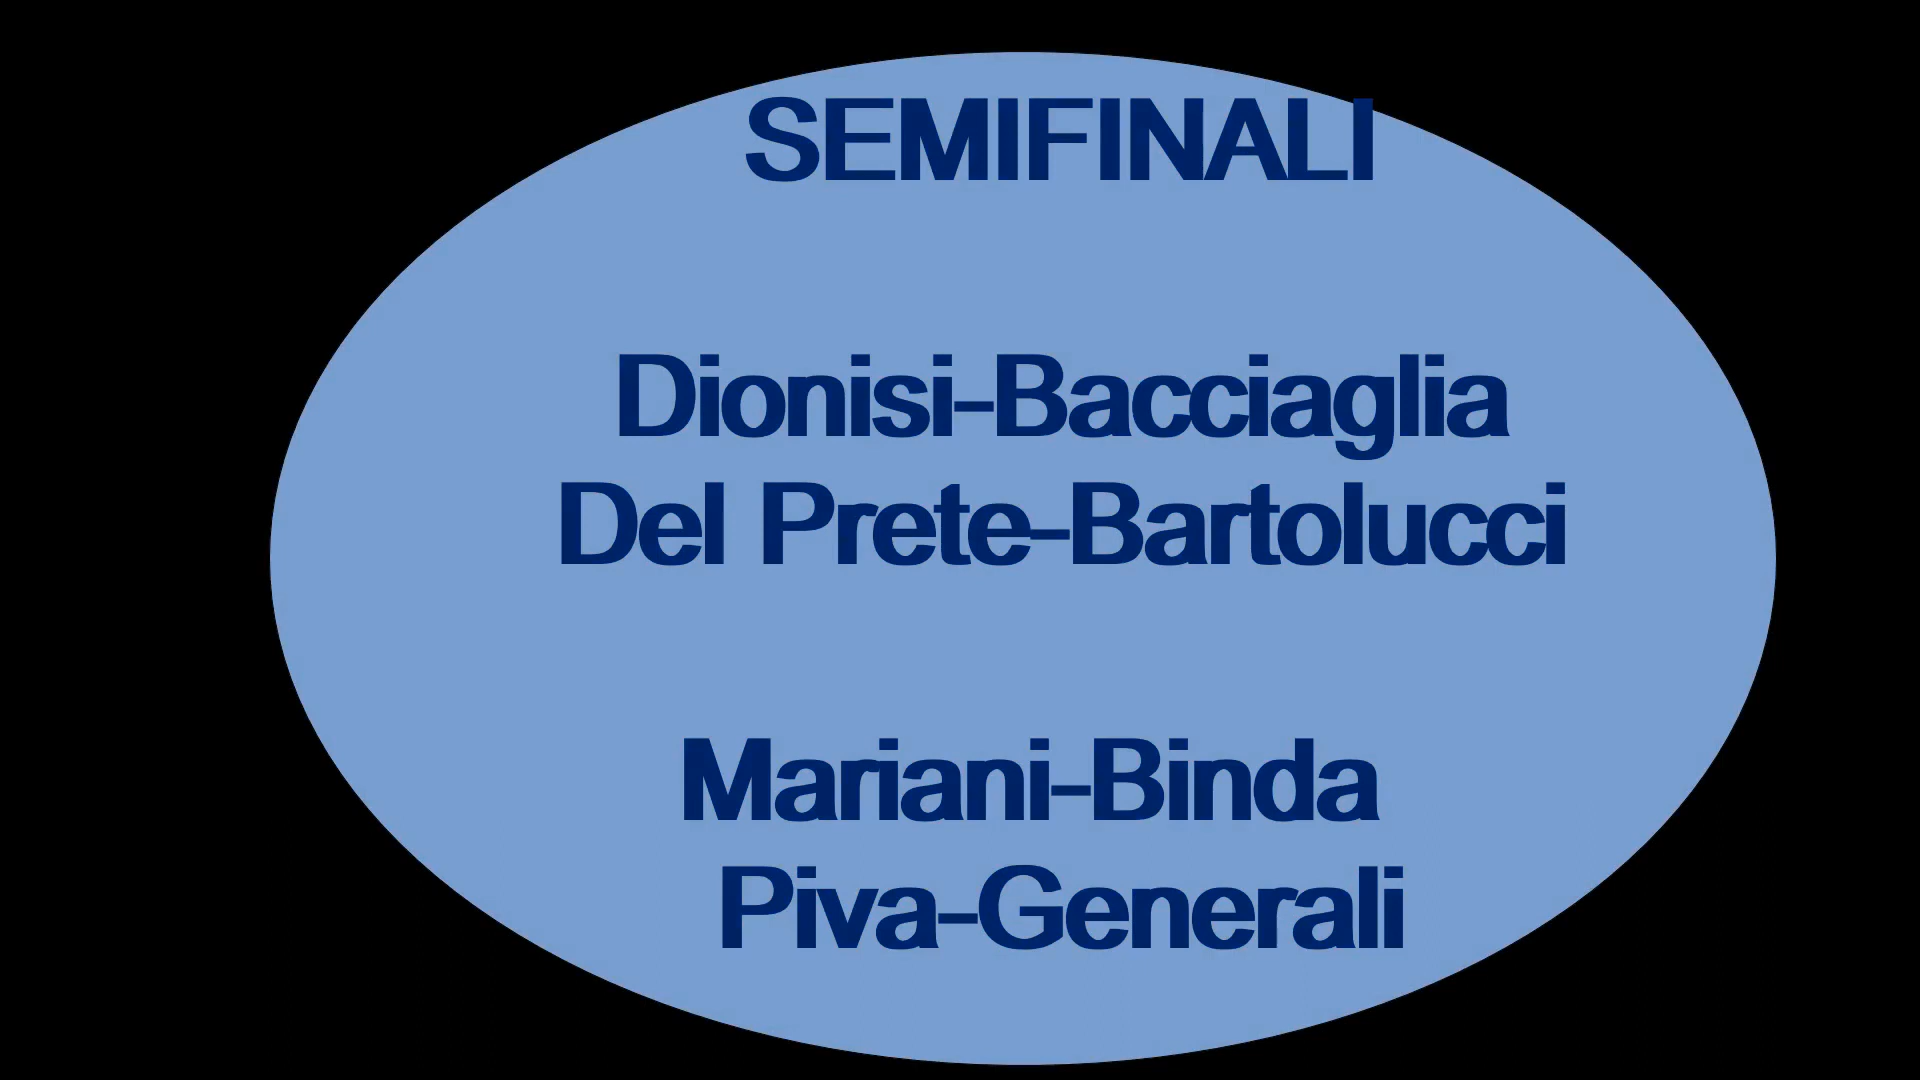 SEMIFINALI
Dionisi-Bacciaglia
Del Prete-Bartolucci
Mariani-Binda
Piva-Generali